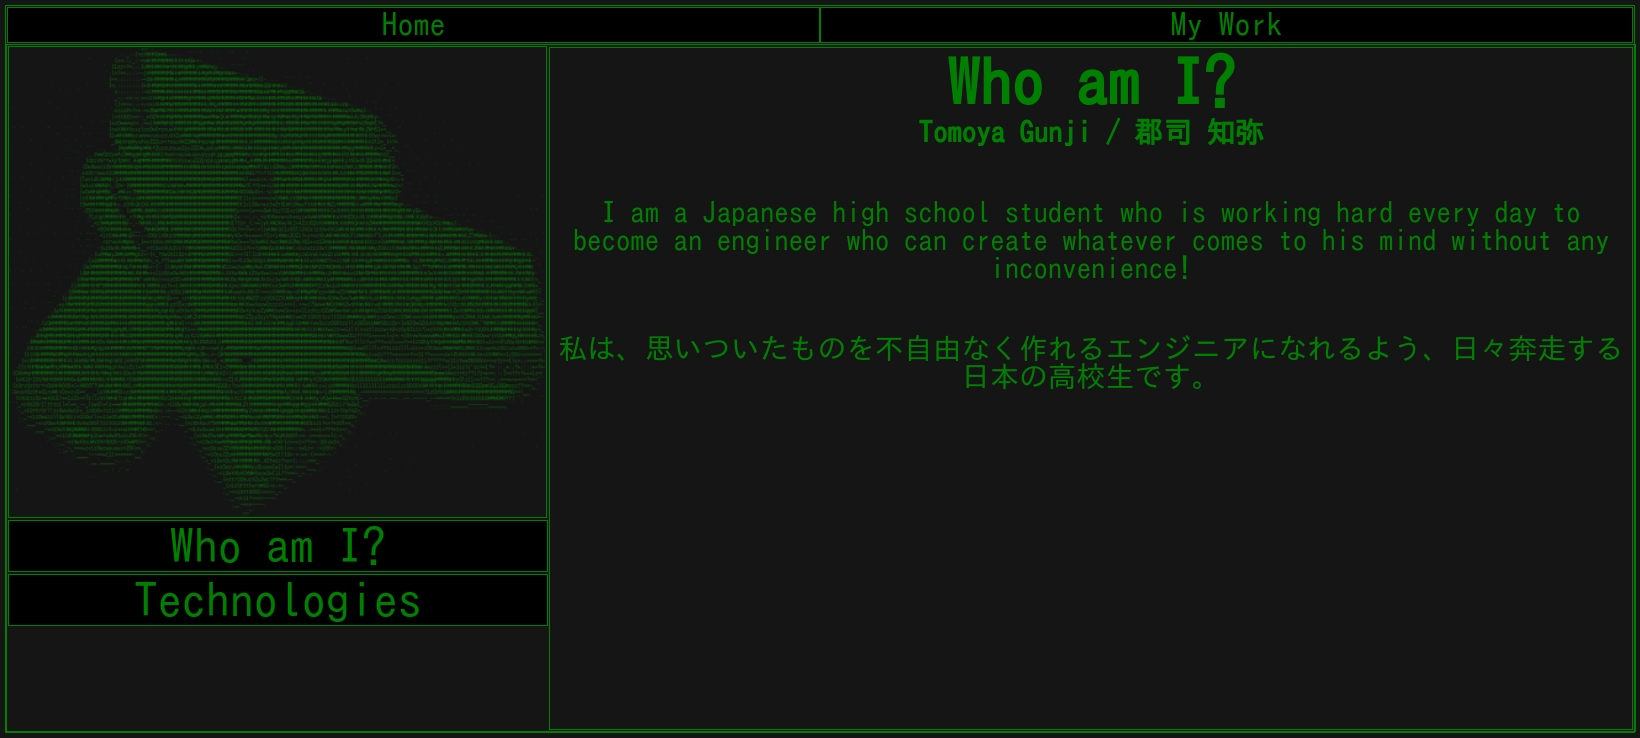 Home
My Work
Who am I?
Tomoya Gunji / 郡司 知弥
I am a Japanese high school student who is working hard every day to
become an engineer who can create whatever comes to his mind without any
inconvenience!
私は、思いついたものを不自由なく作れるエンジニアになれるよう、日々奔走する
日本の高校生です。
Who am I?
Technologies